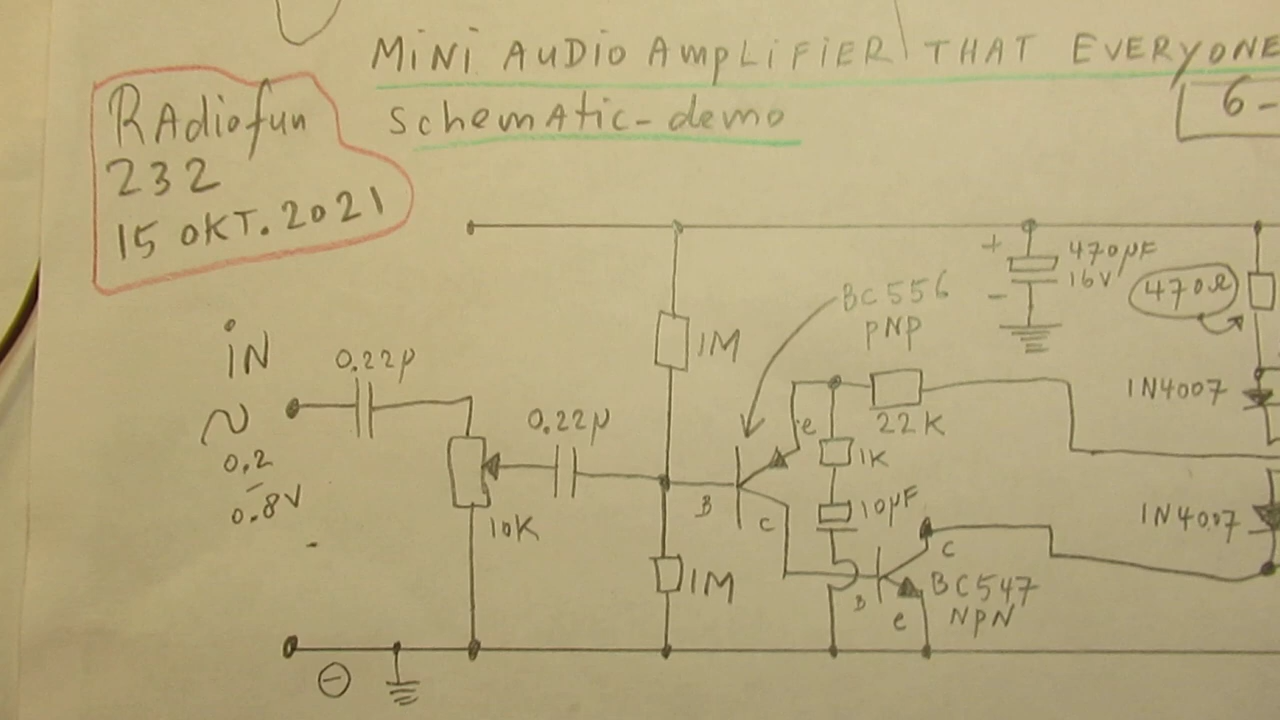 MiNi AUDiO AmpLiFiER THAT EVERYONE
schematic-demo
6-
RAdiofun
232
15 OKT. 2021
+
470µF
16V
-
470Ω
BC556
pNp
1M
iN
0.22µ
0.2
-
0.8V
10K
0.22µ
B
e
c
22K
1K
10µF
1N4007
1N4007
1M
B
c
e
BC547
NpN
-